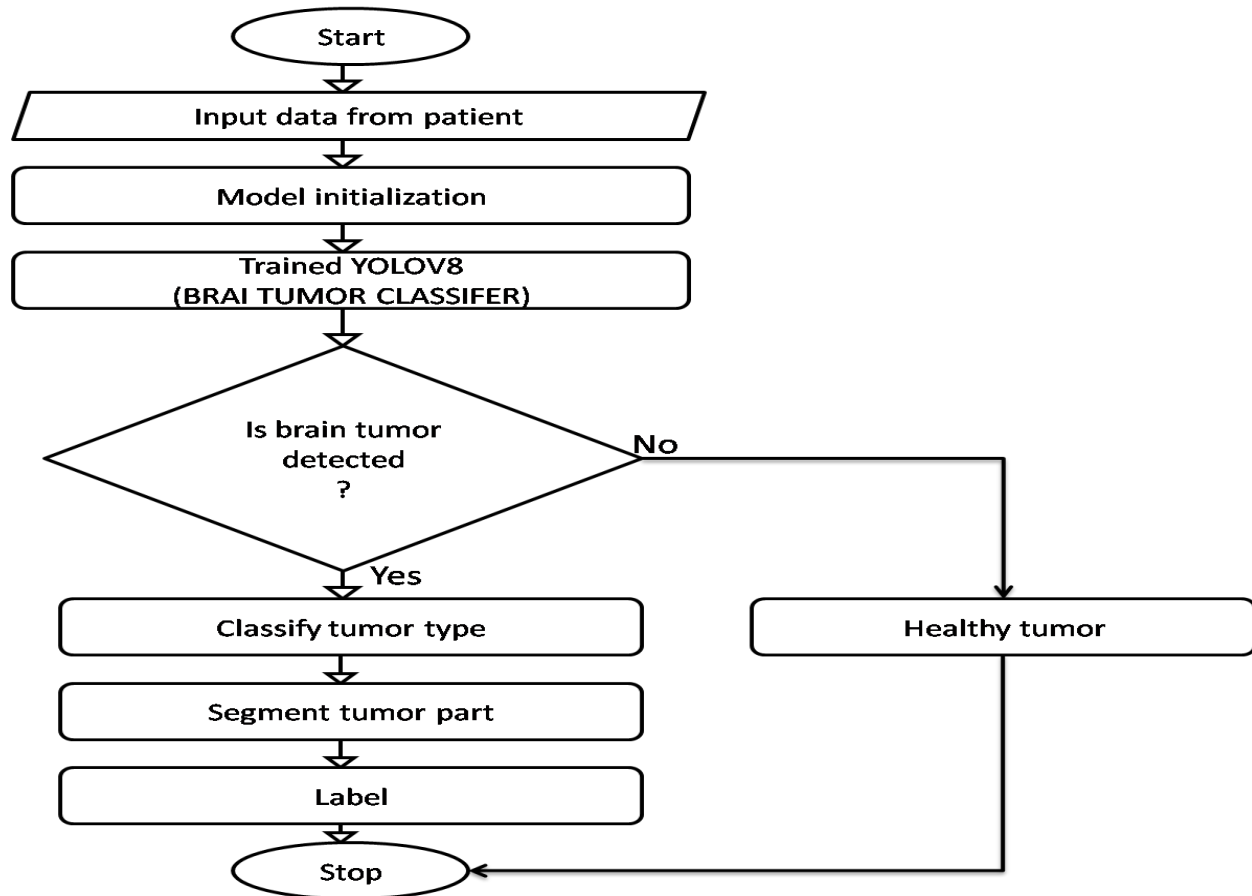 Start
Input data from patient
Model initialization
Trained YOLOV8
(BRAI TUMOR CLASSIFER)
Is brain tumor
detected
?
No
Yes
Classify tumor type
Healthy tumor
Segment tumor part
Label
Stop